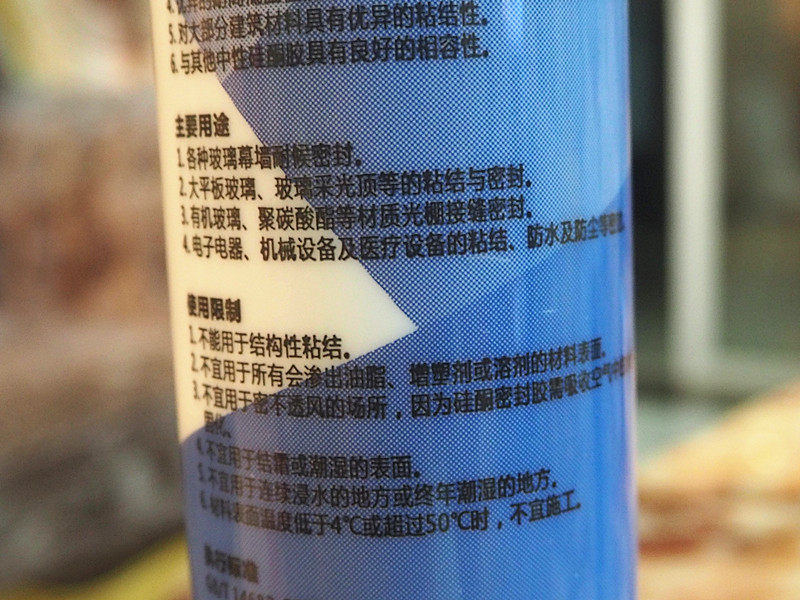 5.对大部分建筑材料具有优异的粘结性。
6.与其他中性硅酮胶具有良好的相容性。
主要用途
1.各种玻璃幕墙耐候密封。
2.大平板玻璃、玻璃采光顶等的粘结与密封。
3.有机玻璃、聚碳酸酯等材质光棚接缝密封。
4.电子电器、机械设备及医疗设备的粘结、防水及防尘等密封
使用限制
1.不能用于结构性粘结。
2.不宜用于所有会渗出油脂、增塑剂或溶剂的材料表面。
3.不宜用于密不透风的场所，因为硅酮密封胶需吸收空气中
固化。
4.不宜用于结霜或潮湿的表面。
5.不宜用于连续浸水的地方或终年潮湿的地方。
6.材料表面温度低于4℃或超过50℃时，不宜施工。
执行标准